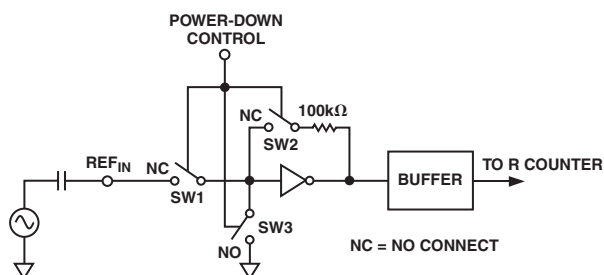 POWER-DOWN
CONTROL
NC
100kΩ
SW2
REFIN
NC
SW1
BUFFER
TO R COUNTER
SW3
NO
NC = NO CONNECT